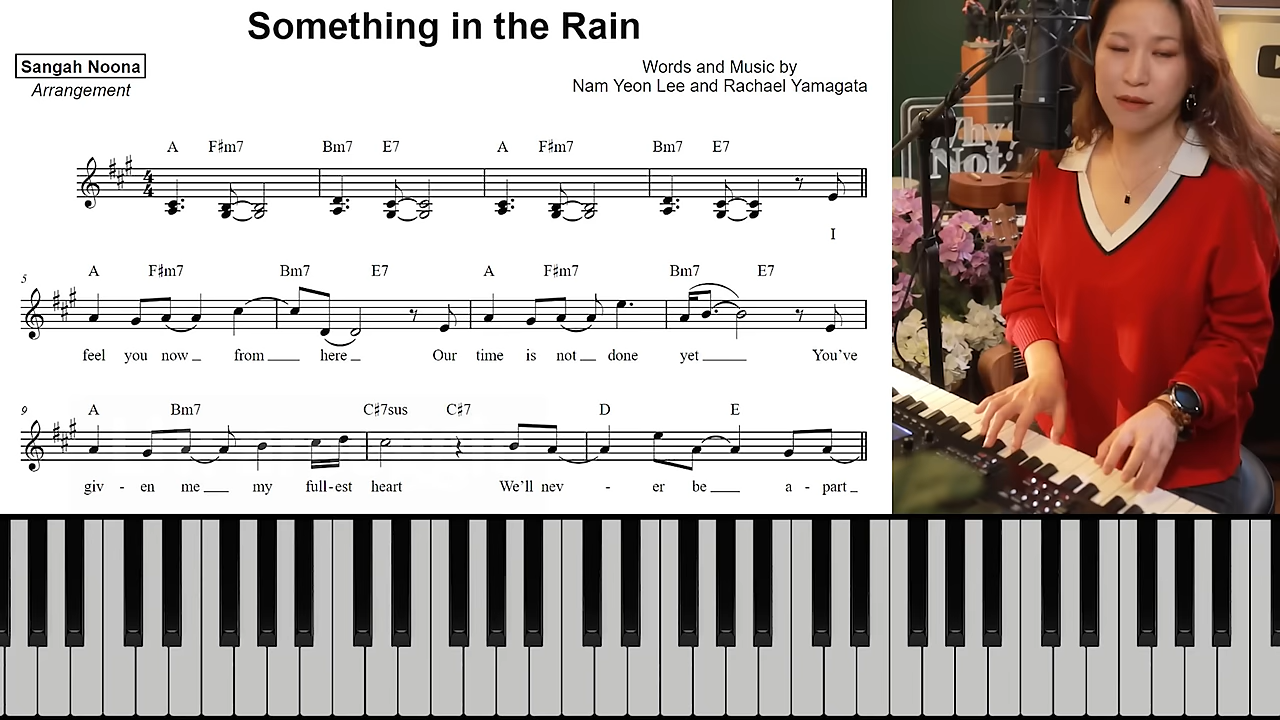 Something in the Rain
Sangah Noona
Arrangement
Words and Music by
Nam Yeon Lee and Rachael Yamagata
A F♯m7 Bm7 E7 A F♯m7 Bm7 E7
4
4
I
5
A F♯m7 Bm7 E7 A F♯m7 Bm7 E7
feel you now from here Our time is not done yet You've
9
A Bm7 C♯7sus C♯7 D E
giv - en me my full-est heart We'll nev - er be a - part
Why
Not?